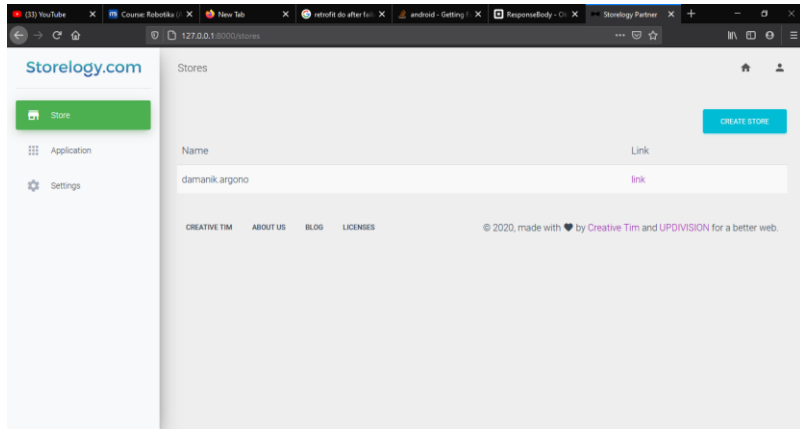 (33) YouTube
ITS Course: Robotika (
New Tab
retrofit do after fail
android - Getting f
ResponseBody - O
Storelogy Partner
127.0.0.1:8000/stores
Storelogy.com
Stores
Store
CREATE STORE
Application
Name Link
Settings
damanik.argono link
CREATIVE TIM ABOUT US BLOG LICENSES
© 2020, made with ♥ by Creative Tim and UPDIVISION for a better web.